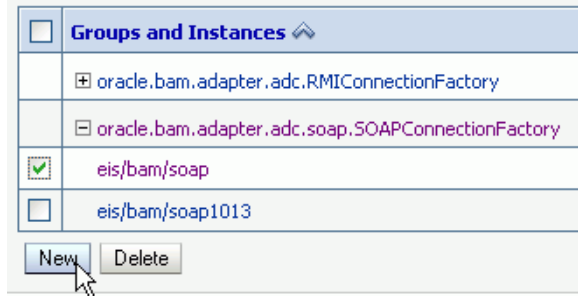 Groups and Instances
oracle.bam.adapter.adc.RMIConnectionFactory
oracle.bam.adapter.adc.soap.SOAPConnectionFactory
eis/bam/soap
eis/bam/soap1013
New Delete